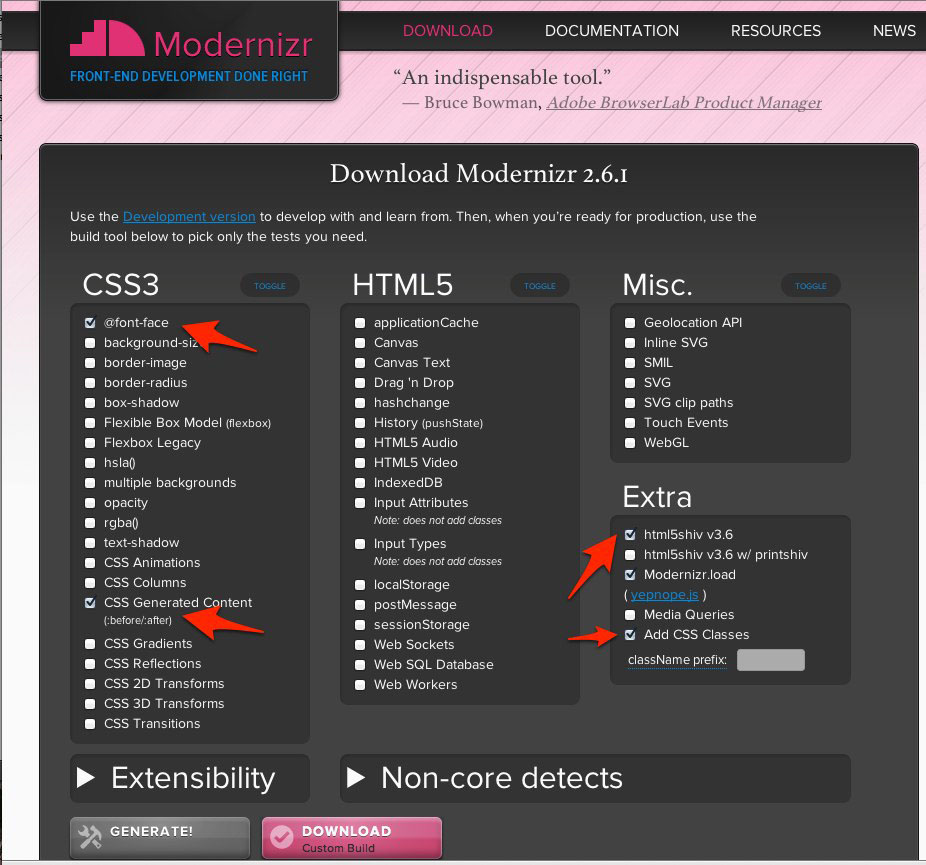 Modernizr
FRONT-END DEVELOPMENT DONE RIGHT
DOWNLOAD
DOCUMENTATION
RESOURCES
NEWS
“An indispensable tool.”
— Bruce Bowman, Adobe BrowserLab Product Manager
Download Modernizr 2.6.1
Use the Development version to develop with and learn from. Then, when you’re ready for production, use the
build tool below to pick only the tests you need.
CSS3
TOGGLE
@font-face
background-siz
border-image
border-radius
box-shadow
Flexible Box Model (flexbox)
Flexbox Legacy
hsla()
multiple backgrounds
opacity
rgba()
text-shadow
CSS Animations
CSS Columns
CSS Generated Content
(:before/:after)
CSS Gradients
CSS Reflections
CSS 2D Transforms
CSS 3D Transforms
CSS Transitions
HTML5
TOGGLE
applicationCache
Canvas
Canvas Text
Drag 'n Drop
hashchange
History (pushState)
HTML5 Audio
HTML5 Video
IndexedDB
Input Attributes
Note: does not add classes
Input Types
Note: does not add classes
localStorage
postMessage
sessionStorage
Web Sockets
Web SQL Database
Web Workers
Misc.
TOGGLE
Geolocation API
Inline SVG
SMIL
SVG
SVG clip paths
Touch Events
WebGL
Extra
html5shiv v3.6
html5shiv v3.6 w/ printshiv
Modernizr.load
( yepnope.js )
Media Queries
Add CSS Classes
className prefix:
Extensibility
Non-core detects
GENERATE!
DOWNLOAD
Custom Build